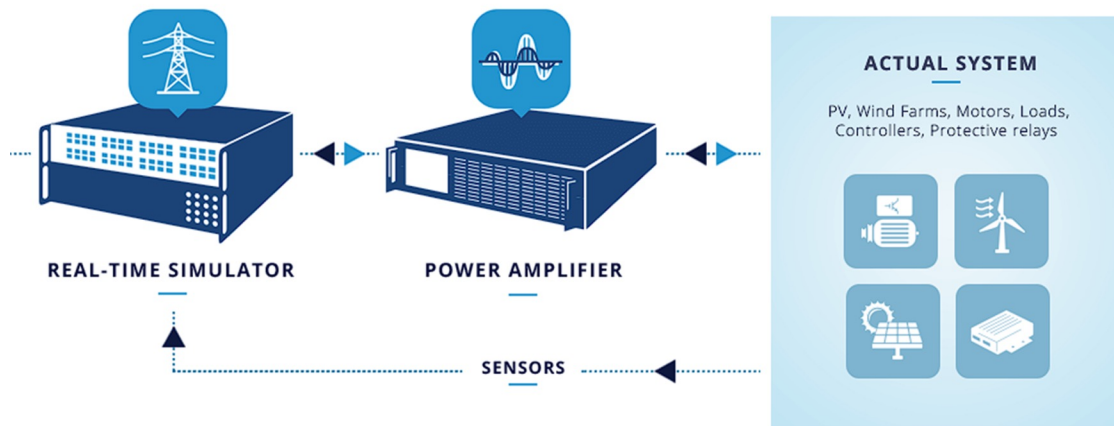 ACTUAL SYSTEM
PV, Wind Farms, Motors, Loads,
Controllers, Protective relays
REAL-TIME SIMULATOR
POWER AMPLIFIER
SENSORS